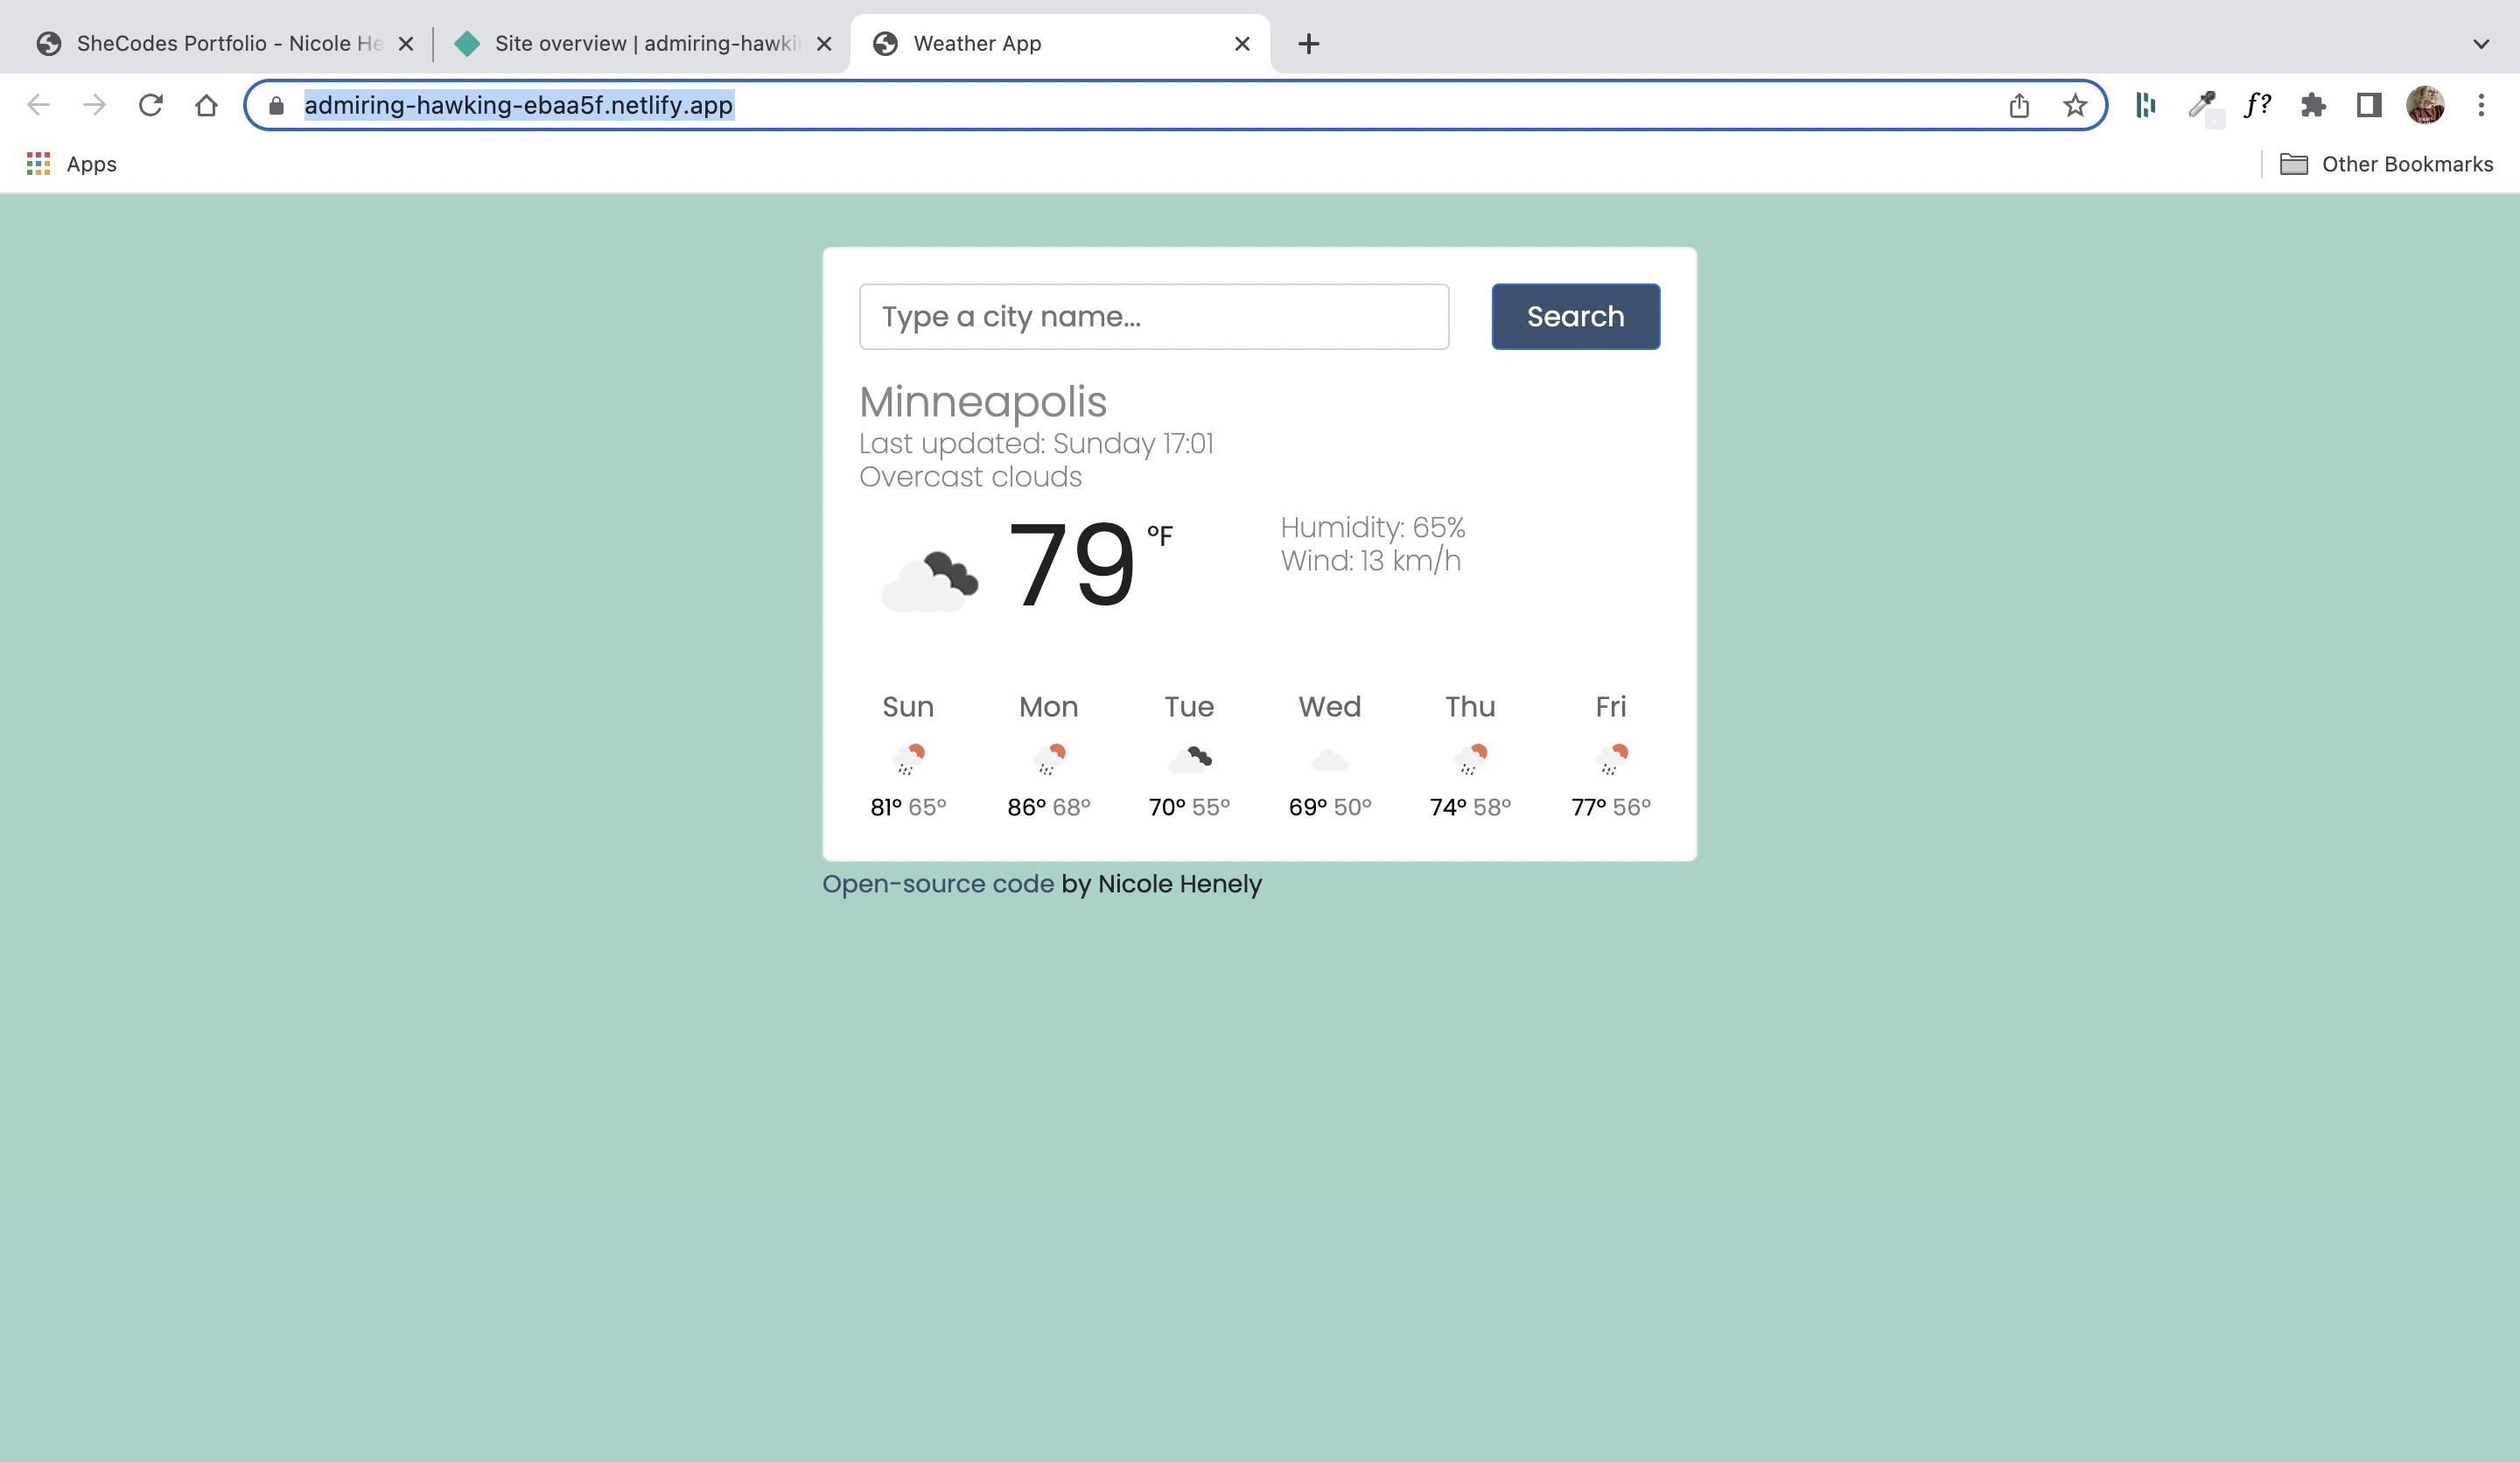 SheCodes Portfolio - Nicole He
Site overview | admiring-hawki
Weather App
admiring-hawking-ebaa5f.netlify.app
f?
Apps
Other Bookmarks
Type a city name...
Search
Minneapolis
Last updated: Sunday 17:01
Overcast clouds
79 °F
Humidity: 65%
Wind: 13 km/h
Sun Mon Tue Wed Thu Fri
81° 65° 86° 68° 70° 55° 69° 50° 74° 58° 77° 56°
Open-source code by Nicole Henely